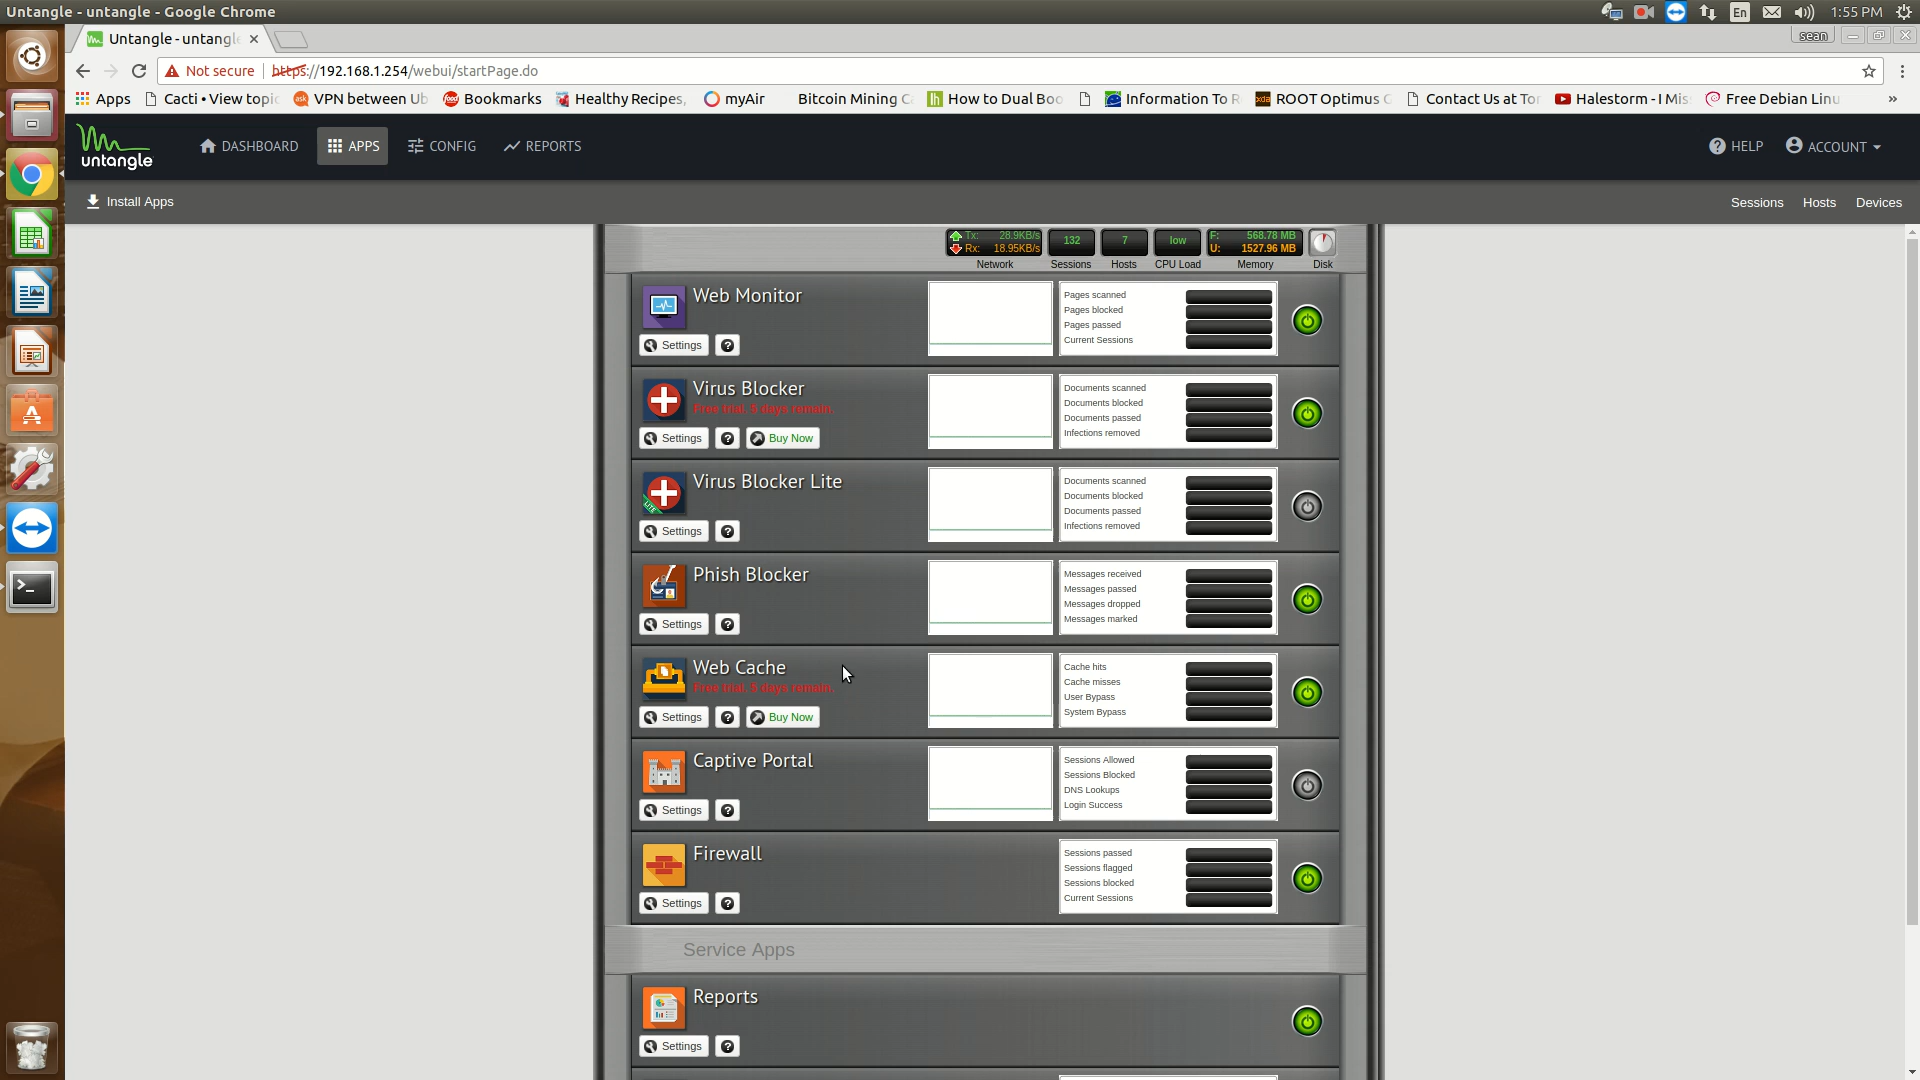 Untangle - untangle - Google Chrome
En
1:55 PM
Untangle - untangle
sean
Not secure
https://192.168.1.254/webui/startPage.do
Apps
Cacti • View topic
VPN between Ub
Bookmarks
Healthy Recipes,
myAir
Bitcoin Mining Ca
How to Dual Boo
Information To R
ROOT Optimus G
Contact Us at Tor
Halestorm - I Mis
Free Debian Linu
»
untangle
DASHBOARD
APPS
CONFIG
REPORTS
HELP
ACCOUNT
Install Apps
Sessions
Hosts
Devices
Tx: 28.9KB/s
Rx: 18.95KB/s
132
7
low
F: 568.78 MB
U: 1527.96 MB
Network
Sessions
Hosts
CPU Load
Memory
Disk
Web Monitor
Settings
?
Pages scanned
Pages blocked
Pages passed
Current Sessions
Virus Blocker
Free trial. 5 days remain.
Settings
?
Buy Now
Documents scanned
Documents blocked
Documents passed
Infections removed
Virus Blocker Lite
LITE
Settings
?
Documents scanned
Documents blocked
Documents passed
Infections removed
Phish Blocker
Settings
?
Messages received
Messages passed
Messages dropped
Messages marked
Web Cache
Free trial. 5 days remain.
Settings
?
Buy Now
Cache hits
Cache misses
User Bypass
System Bypass
Captive Portal
Settings
?
Sessions Allowed
Sessions Blocked
DNS Lookups
Login Success
Firewall
Settings
?
Sessions passed
Sessions flagged
Sessions blocked
Current Sessions
Service Apps
Reports
Settings
?